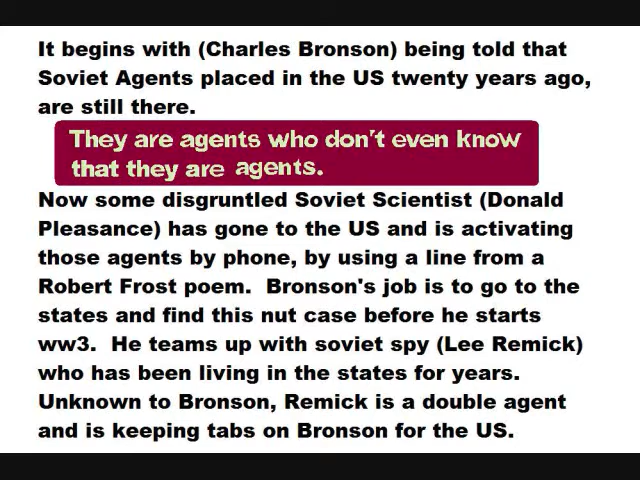 It begins with (Charles Bronson) being told that
Soviet Agents placed in the US twenty years ago,
are still there.
They are agents who don't even know
that they are agents.
Now some disgruntled Soviet Scientist (Donald
Pleasance) has gone to the US and is activating
those agents by phone, by using a line from a
Robert Frost poem.  Bronson's job is to go to the
states and find this nut case before he starts
ww3.  He teams up with soviet spy (Lee Remick)
who has been living in the states for years.
Unknown to Bronson, Remick is a double agent
and is keeping tabs on Bronson for the US.